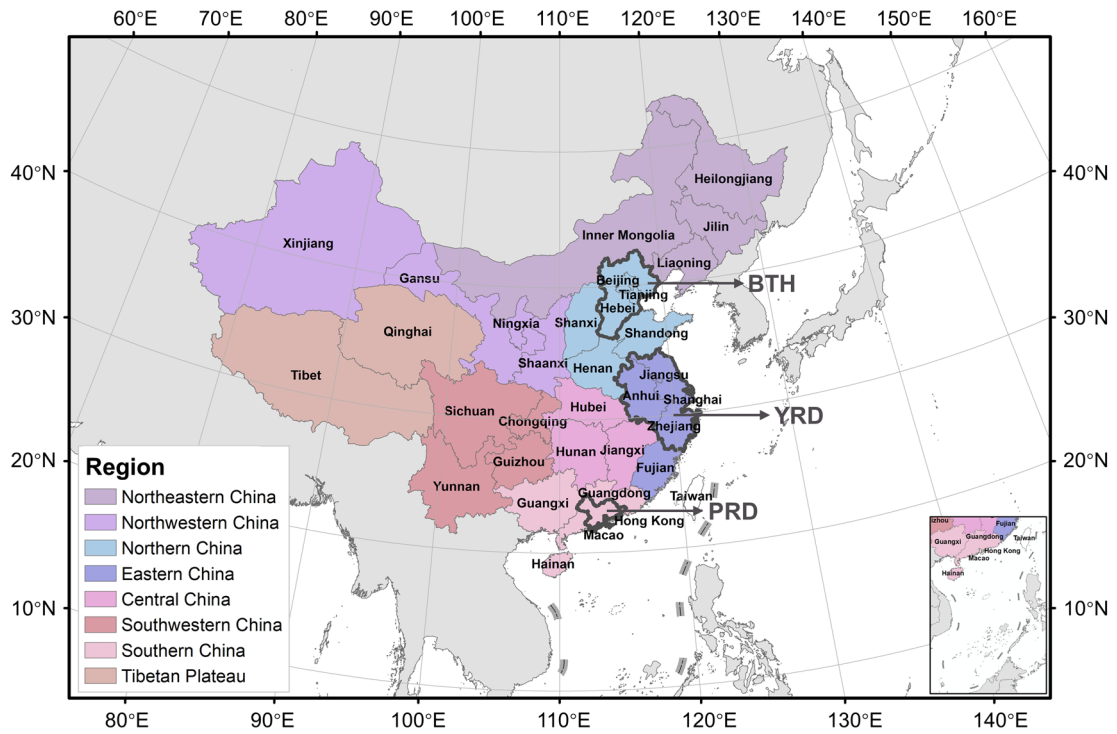 60°E 70°E 80°E 90°E 100°E 110°E 120°E 130°E 140°E 150°E 160°E
40°N 40°N
30°N 30°N
20°N 20°N
10°N 10°N
80°E 90°E 100°E 110°E 120°E 130°E 140°E
Heilongjiang
Jilin
Inner Mongolia
Xinjiang
Liaoning
Gansu
Beijing
BTH
Tianjing
Hebei
Ningxia
Shanxi
Qinghai
Shandong
Shaanxi
Henan
Tibet
Jiangsu
Anhui
Shanghai
Hubei
Sichuan
YRD
Chongqing
Zhejiang
Hunan
Jiangxi
Guizhou
Fujian
Yunnan
Guangdong
Taiwan
Guangxi
PRD
Hong Kong
Macao
Hainan
Region
Northeastern China
Northwestern China
Northern China
Eastern China
Central China
Southwestern China
Southern China
Tibetan Plateau
izhou
Fujian
Guangxi
Guangdong
Taiwan
Hong Kong
Macao
Hainan